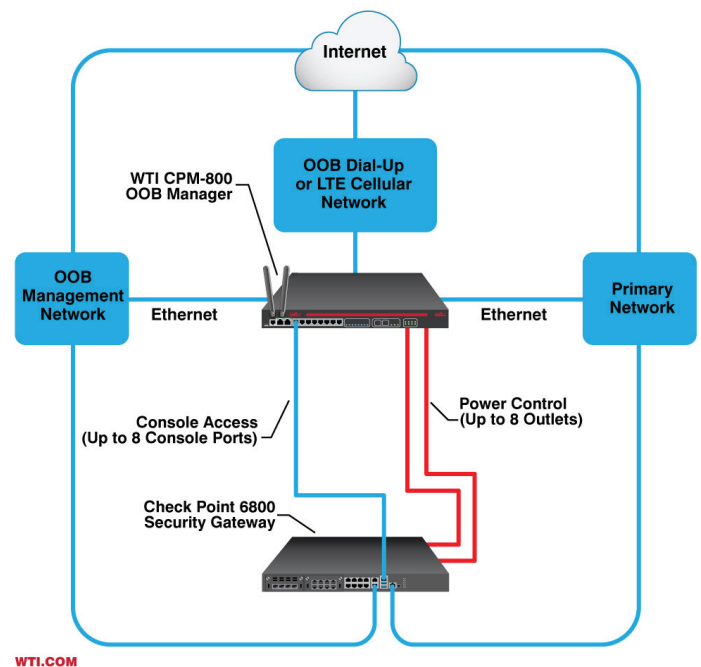 Internet
OOB Dial-Up
or LTE Cellular
Network
WTI CPM-800
OOB Manager
OOB
Management
Network
Ethernet
Ethernet
Primary
Network
Console Access
(Up to 8 Console Ports)
Power Control
(Up to 8 Outlets)
Check Point 6800
Security Gateway
WTI.COM